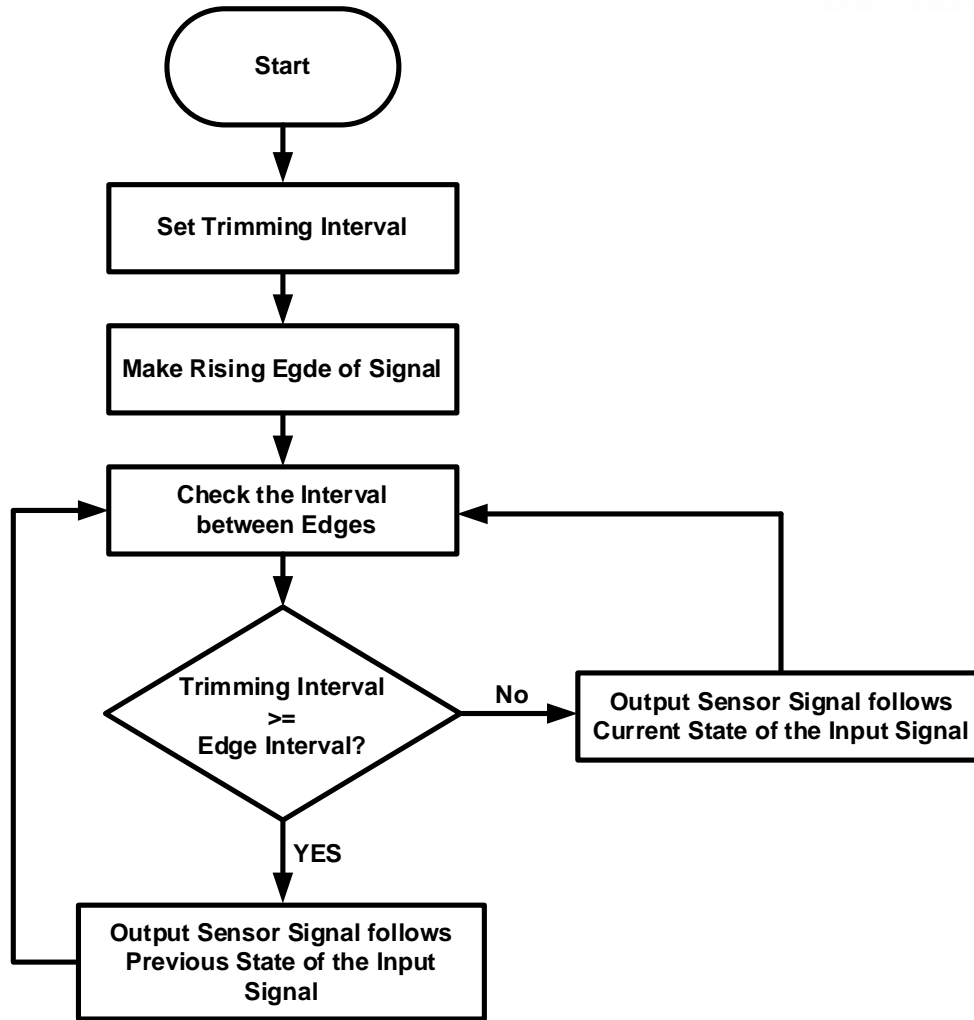 Start
Set Trimming Interval
Make Rising Egde of Signal
Check the Interval
between Edges
Trimming Interval
>=
Edge Interval?
No
Output Sensor Signal follows
Current State of the Input Signal
YES
Output Sensor Signal follows
Previous State of the Input
Signal